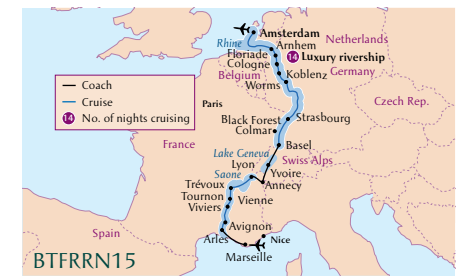 Amsterdam
Netherlands
Rhine
Arnhem
Floriade
14 Luxury rivership
Cologne
Belgium
Koblenz
Germany
Worms
Coach
Cruise
14 No. of nights cruising
Paris
Czech Rep.
Black Forest
Strasbourg
Colmar
France
Basel
Lake Geneva
Swiss Alps
Lyon
Yvoire
Saone
Annecy
Trévoux
Tournon
Vienne
Viviers
Spain
Avignon
Arles
Nice
Marseille
BTFRRN15